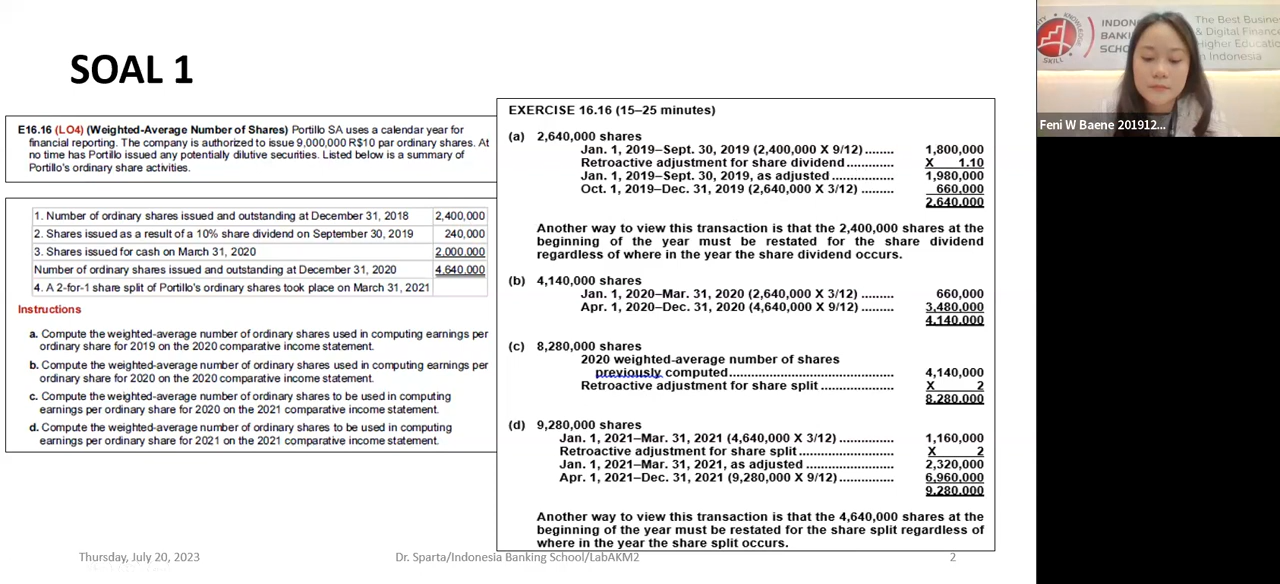 SOAL 1
E16.16 (LO4) (Weighted-Average Number of Shares) Portillo SA uses a calendar year for
financial reporting. The company is authorized to issue 9,000,000 R$10 par ordinary shares. At
no time has Portillo issued any potentially dilutive securities. Listed below is a summary of
Portillo's ordinary share activities.
1. Number of ordinary shares issued and outstanding at December 31, 2018 2,400,000
2. Shares issued as a result of a 10% share dividend on September 30, 2019 240,000
3. Shares issued for cash on March 31, 2020 2,000,000
Number of ordinary shares issued and outstanding at December 31, 2020 4,640,000
4. A 2-for-1 share split of Portillo's ordinary shares took place on March 31, 2021
Instructions
a. Compute the weighted-average number of ordinary shares used in computing earnings per
ordinary share for 2019 on the 2020 comparative income statement.
b. Compute the weighted-average number of ordinary shares used in computing earnings per
ordinary share for 2020 on the 2020 comparative income statement.
c. Compute the weighted-average number of ordinary shares to be used in computing
earnings per ordinary share for 2020 on the 2021 comparative income statement.
d. Compute the weighted-average number of ordinary shares to be used in computing
earnings per ordinary share for 2021 on the 2021 comparative income statement.
EXERCISE 16.16 (15–25 minutes)
(a) 2,640,000 shares
Jan. 1, 2019–Sept. 30, 2019 (2,400,000 X 9/12) ........ 1,800,000
Retroactive adjustment for share dividend ............. X 1.10
Jan. 1, 2019–Sept. 30, 2019, as adjusted ................. 1,980,000
Oct. 1, 2019–Dec. 31, 2019 (2,640,000 X 3/12) ......... 660,000
2,640,000
Another way to view this transaction is that the 2,400,000 shares at the
beginning of the year must be restated for the share dividend
regardless of where in the year the share dividend occurs.
(b) 4,140,000 shares
Jan. 1, 2020–Mar. 31, 2020 (2,640,000 X 3/12) ......... 660,000
Apr. 1, 2020–Dec. 31, 2020 (4,640,000 X 9/12) ......... 3,480,000
4,140,000
(c) 8,280,000 shares
2020 weighted-average number of shares
previously computed ............................................. 4,140,000
Retroactive adjustment for share split .................... X 2
8,280,000
(d) 9,280,000 shares
Jan. 1, 2021–Mar. 31, 2021 (4,640,000 X 3/12) ............... 1,160,000
Retroactive adjustment for share split ......................... X 2
Jan. 1, 2021–Mar. 31, 2021, as adjusted ........................ 2,320,000
Apr. 1, 2021–Dec. 31, 2021 (9,280,000 X 9/12) ............... 6,960,000
9,280,000
Another way to view this transaction is that the 4,640,000 shares at the
beginning of the year must be restated for the share split regardless of
where in the year the share split occurs.
Thursday, July 20, 2023
Dr. Sparta/Indonesia Banking School/LabAKM2
2
KNOWLEDGE
SKILL
The Best Busine
& Digital Finance
Higher Educatio
n Indonesia
Feni W Baene 201912...